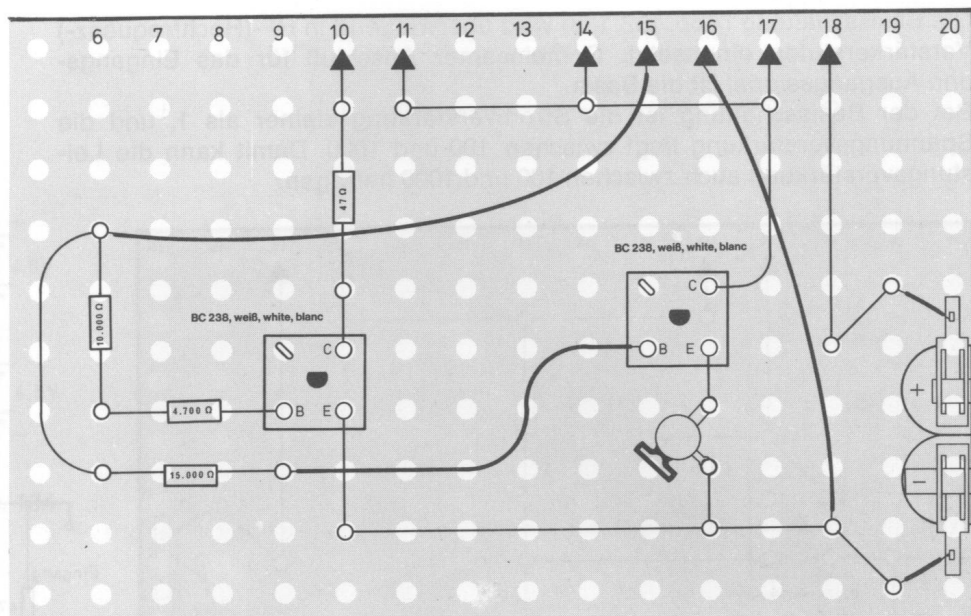 6 7 8 9 10 11 12 13 14 15 16 17 18 19 20
47 Ω
BC 238, weiß, white, blanc
C
10.000 Ω
BC 238, weiß, white, blanc
B E
C
+
4.700 Ω
B E
15.000 Ω
−